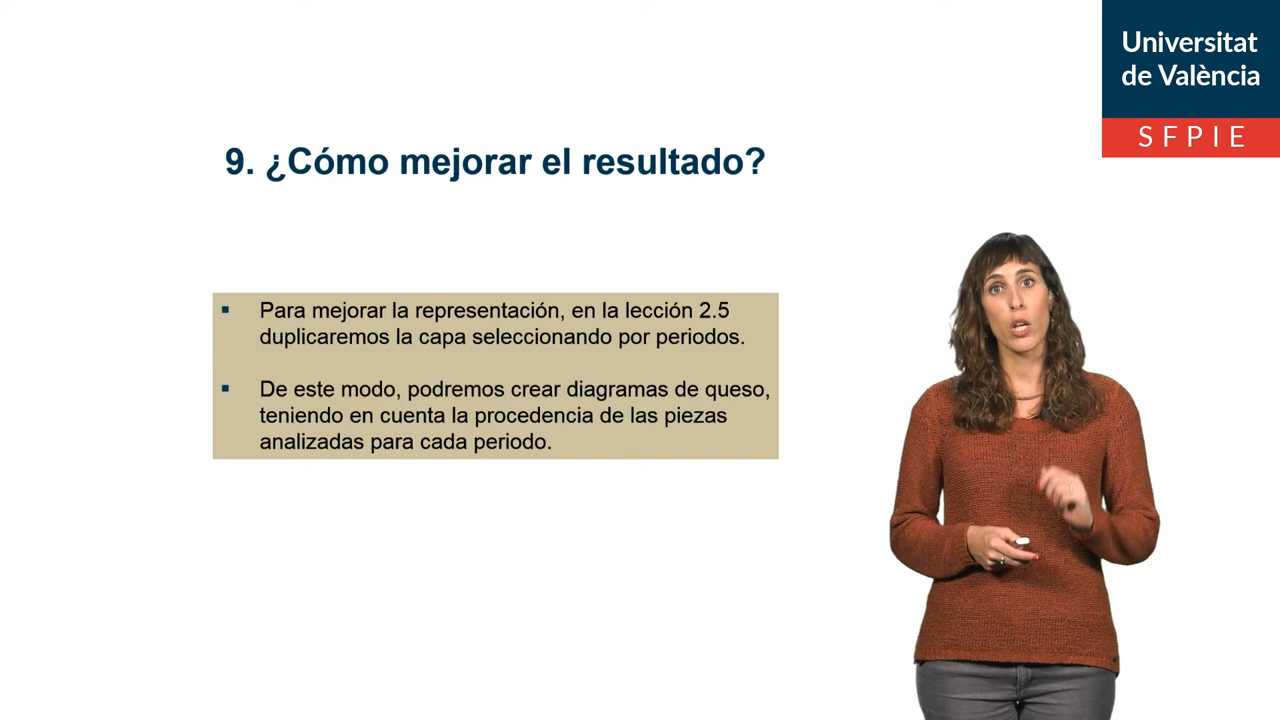 Universitat
de València
SFPIE
9. ¿Cómo mejorar el resultado?
▪ Para mejorar la representación, en la lección 2.5
duplicaremos la capa seleccionando por periodos.
▪ De este modo, podremos crear diagramas de queso,
teniendo en cuenta la procedencia de las piezas
analizadas para cada periodo.